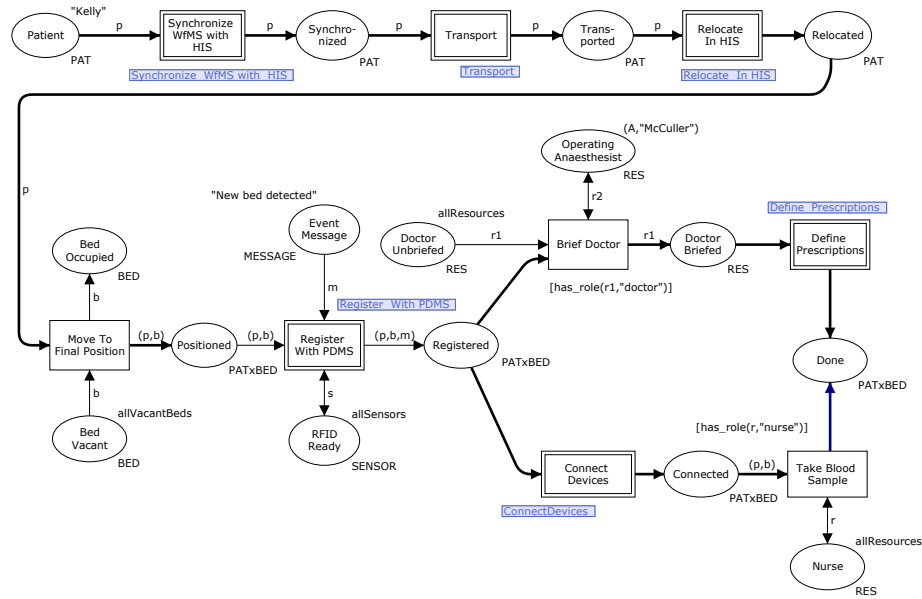 "Kelly"
Patient
PAT
p
Synchronize
WfMS with
HIS
Synchronize WfMS with HIS
p
Synchro-
nized
PAT
p
Transport
Transport
p
Trans-
ported
PAT
p
Relocate
In HIS
Relocate In HIS
Relocated
PAT
p
Bed
Occupied
BED
b
Move To
Final Position
b
allVacantBeds
Bed
Vacant
BED
(p,b)
Positioned
PATxBED
(p,b)
"New bed detected"
Event
Message
MESSAGE
m
Register With PDMS
Register
With PDMS
s
allSensors
RFID
Ready
SENSOR
(p,b,m)
Registered
PATxBED
allResources
Doctor
Unbriefed
RES
r1
(A,"McCuller")
Operating
Anaesthesist
RES
r2
Brief Doctor
[has_role(r1,"doctor")]
r1
Doctor
Briefed
RES
Define Prescriptions
Define
Prescriptions
Done
PATxBED
Connect
Devices
ConnectDevices
Connected
PATxBED
(p,b)
[has_role(r,"nurse")]
Take Blood
Sample
r
allResources
Nurse
RES